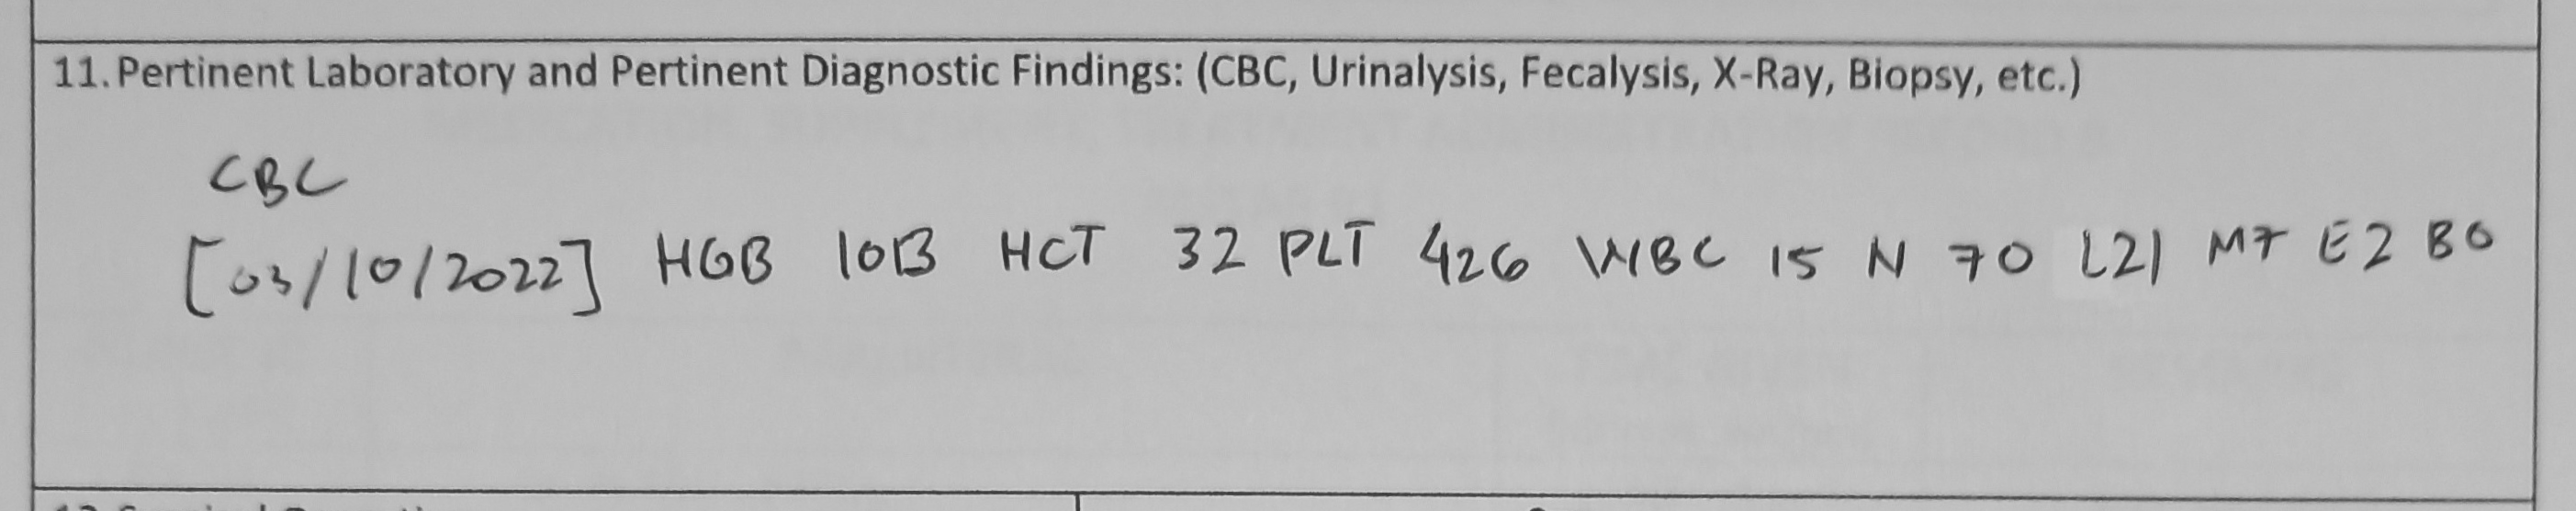 11. Pertinent Laboratory and Pertinent Diagnostic Findings: (CBC, Urinalysis, Fecalysis, X-Ray, Biopsy, etc.)
CBC
[03/10/2022] HGB 103 HCT 32 PLT 426 WBC 15 N 70 L21 M7 E2 B0